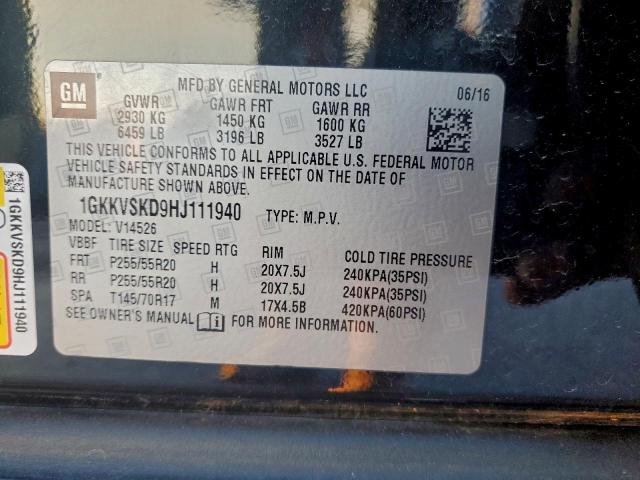 GM
MFD BY GENERAL MOTORS LLC
06/16
GVWR GAWR FRT GAWR RR
2930 KG 1450 KG 1600 KG
6459 LB 3196 LB 3527 LB
THIS VEHICLE CONFORMS TO ALL APPLICABLE U.S. FEDERAL MOTOR
VEHICLE SAFETY STANDARDS IN EFFECT ON THE DATE OF
MANUFACTURE SHOWN ABOVE.
1GKKVSKD9HJ111940 TYPE: M.P.V.
MODEL: V14526
VBBF TIRE SIZE SPEED RTG RIM COLD TIRE PRESSURE
FRT P255/55R20 H 20X7.5J 240KPA(35PSI)
RR P255/55R20 H 20X7.5J 240KPA(35PSI)
SPA T145/70R17 M 17X4.5B 420KPA(60PSI)
SEE OWNER'S MANUAL FOR MORE INFORMATION.
1GKKVSKD9HJ111940